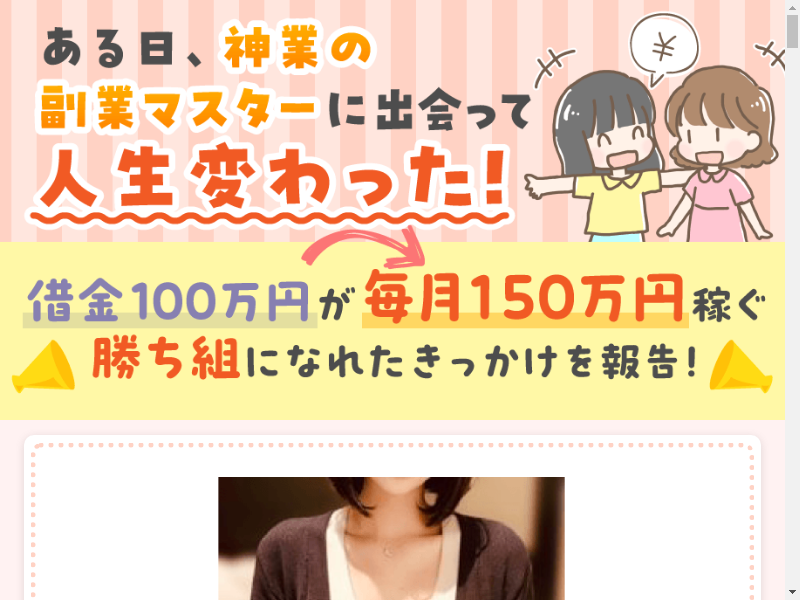 ある日、神業の
副業マスターに出会って
人生変わった!
¥
借金100万円が毎月150万円稼ぐ
勝ち組になれたきっかけを報告!